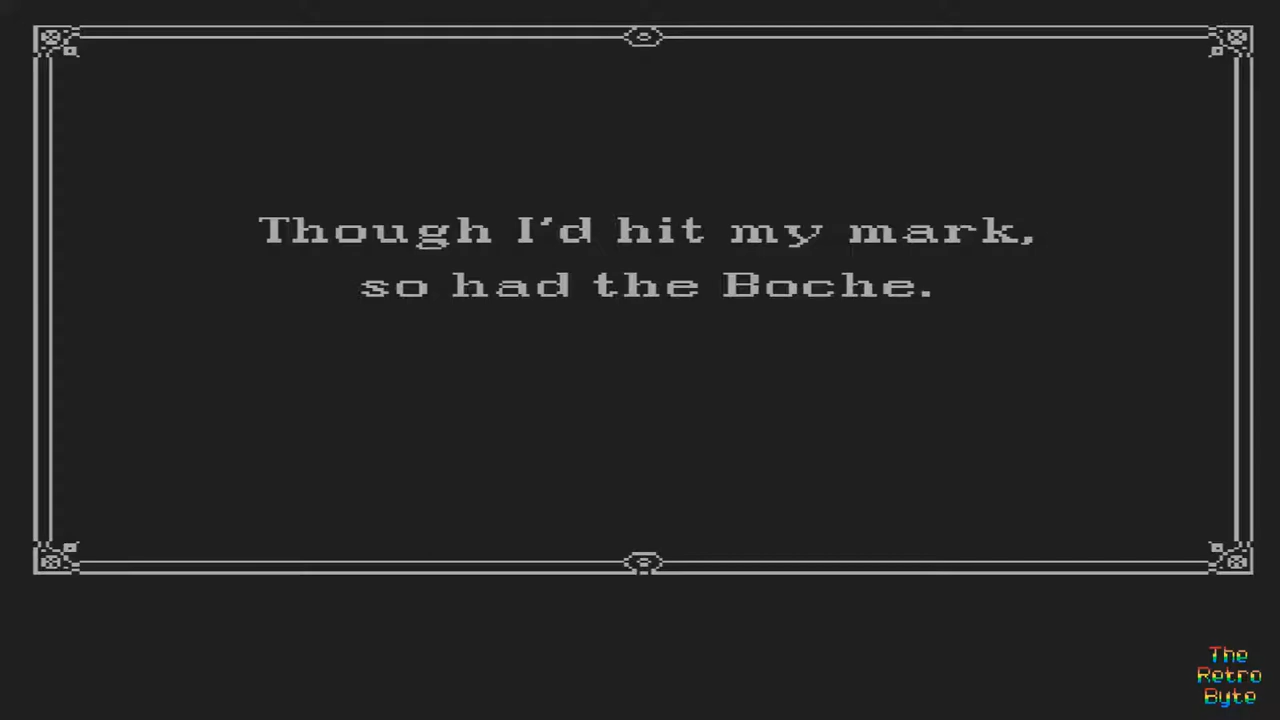 Though I'd hit my mark,
so had the Boche.
The
Retro
Byte